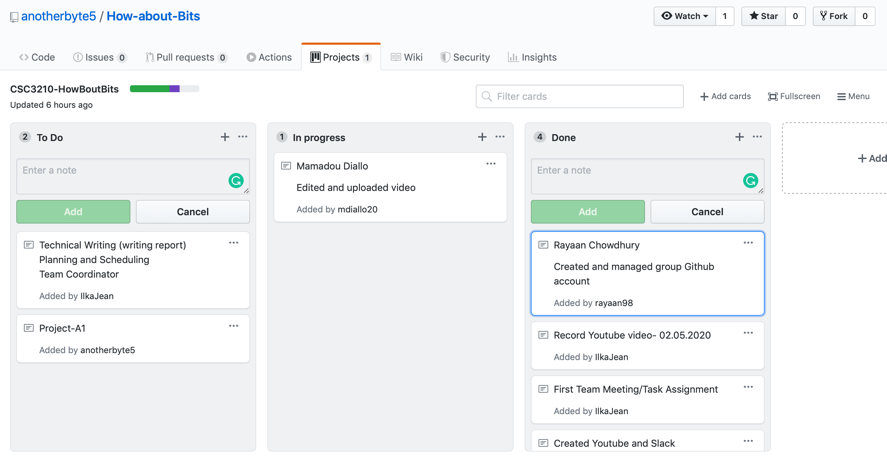 anotherbyte5 / How-about-Bits
Watch 1
Star 0
Fork 0
Code
Issues 0
Pull requests 0
Actions
Projects 1
Wiki
Security
Insights
CSC3210-HowBoutBits
Updated 6 hours ago
Filter cards
Add cards
Fullscreen
Menu
2 To Do
Enter a note
Add
Cancel
Technical Writing (writing report)
Planning and Scheduling
Team Coordinator
Added by IlkaJean
Project-A1
Added by anotherbyte5
1 In progress
Mamadou Diallo
Edited and uploaded video
Added by mdiallo20
4 Done
Enter a note
Add
Cancel
Rayaan Chowdhury
Created and managed group Github
account
Added by rayaan98
Record Youtube video- 02.05.2020
Added by IlkaJean
First Team Meeting/Task Assignment
Added by IlkaJean
Created Youtube and Slack
Add